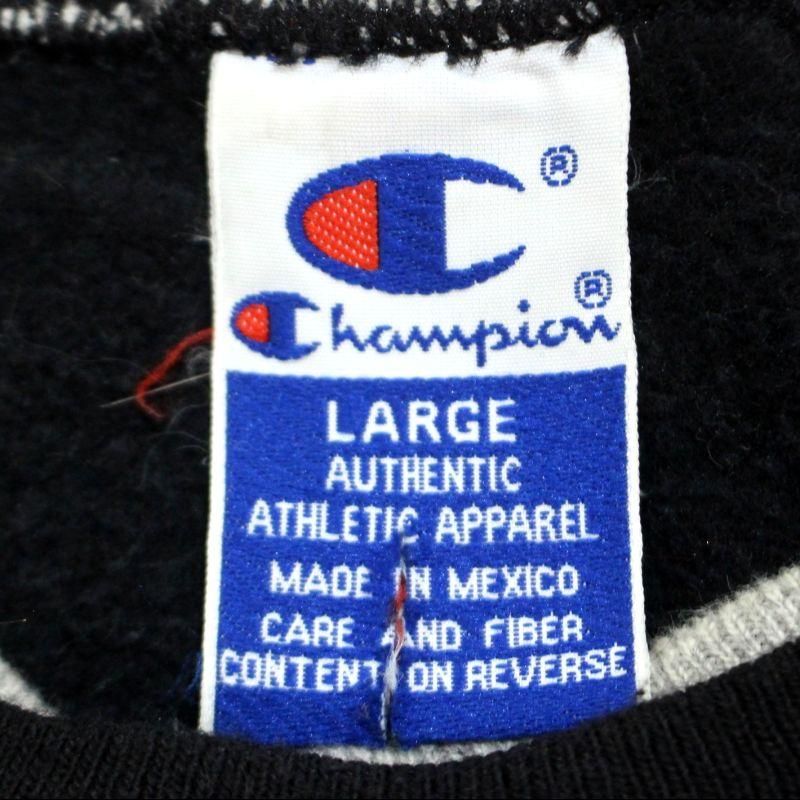 ®
Champion®
LARGE
AUTHENTIC
ATHLETIC APPAREL
MADE IN MEXICO
CARE AND FIBER
CONTENT ON REVERSE